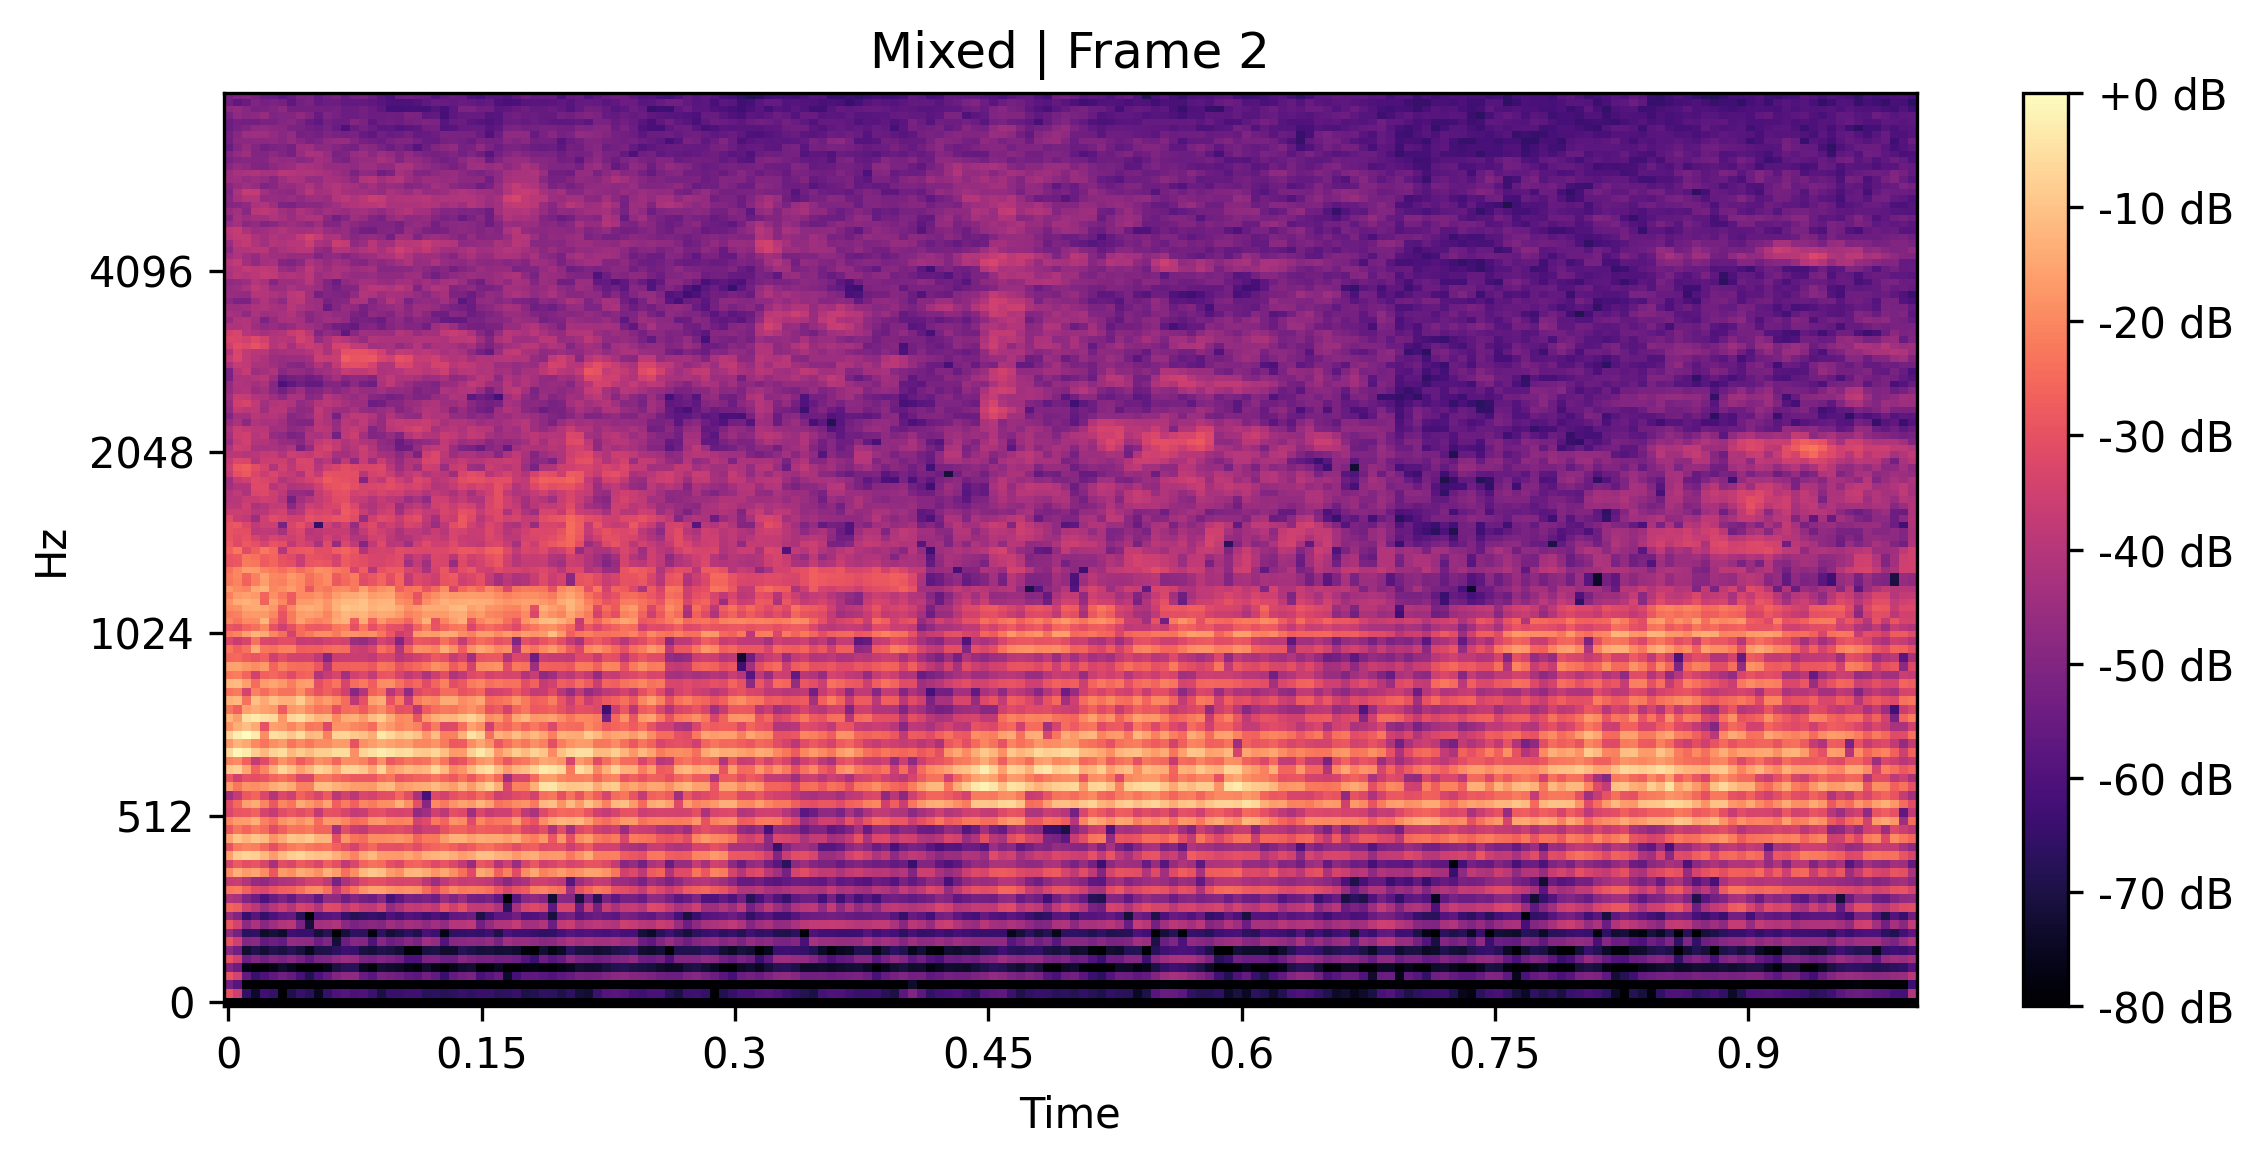 Mixed | Frame 2
Hz
4096
2048
1024
512
0
0 0.15 0.3 0.45 0.6 0.75 0.9
Time
+0 dB
-10 dB
-20 dB
-30 dB
-40 dB
-50 dB
-60 dB
-70 dB
-80 dB